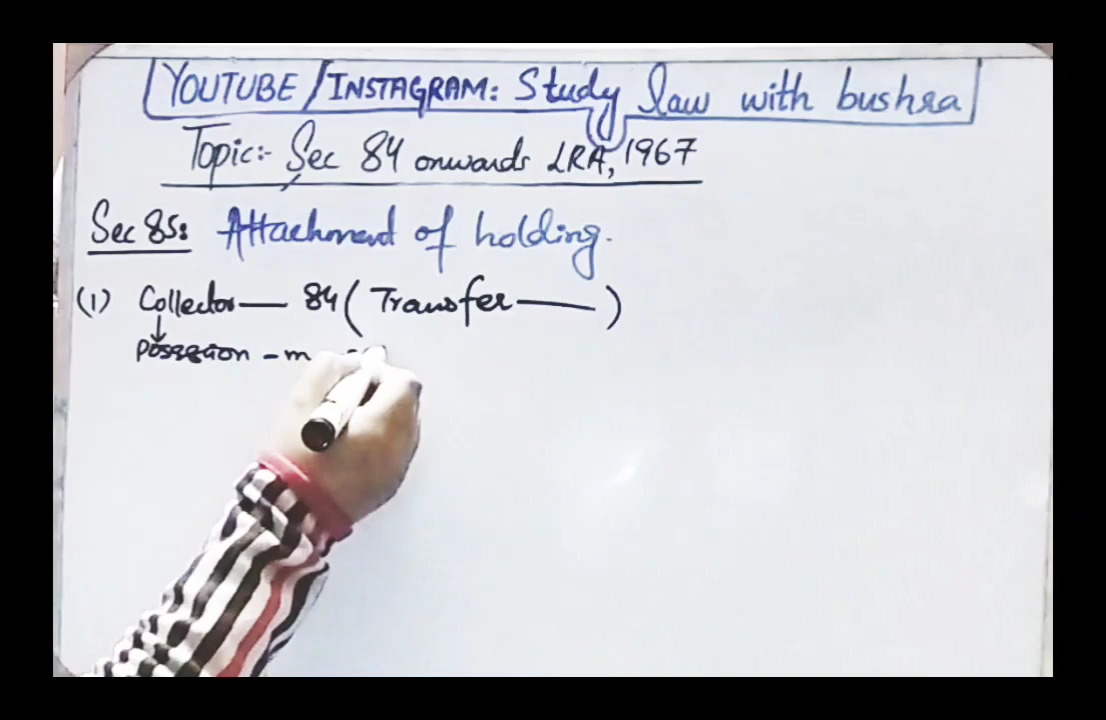 YOUTUBE/INSTAGRAM: Study law with bushra
Topic:- Sec 84 onwards LRA, 1967
Sec 85: Attachment of holding.
(1) Collector — 84 ( Transfer — )
Possession - m